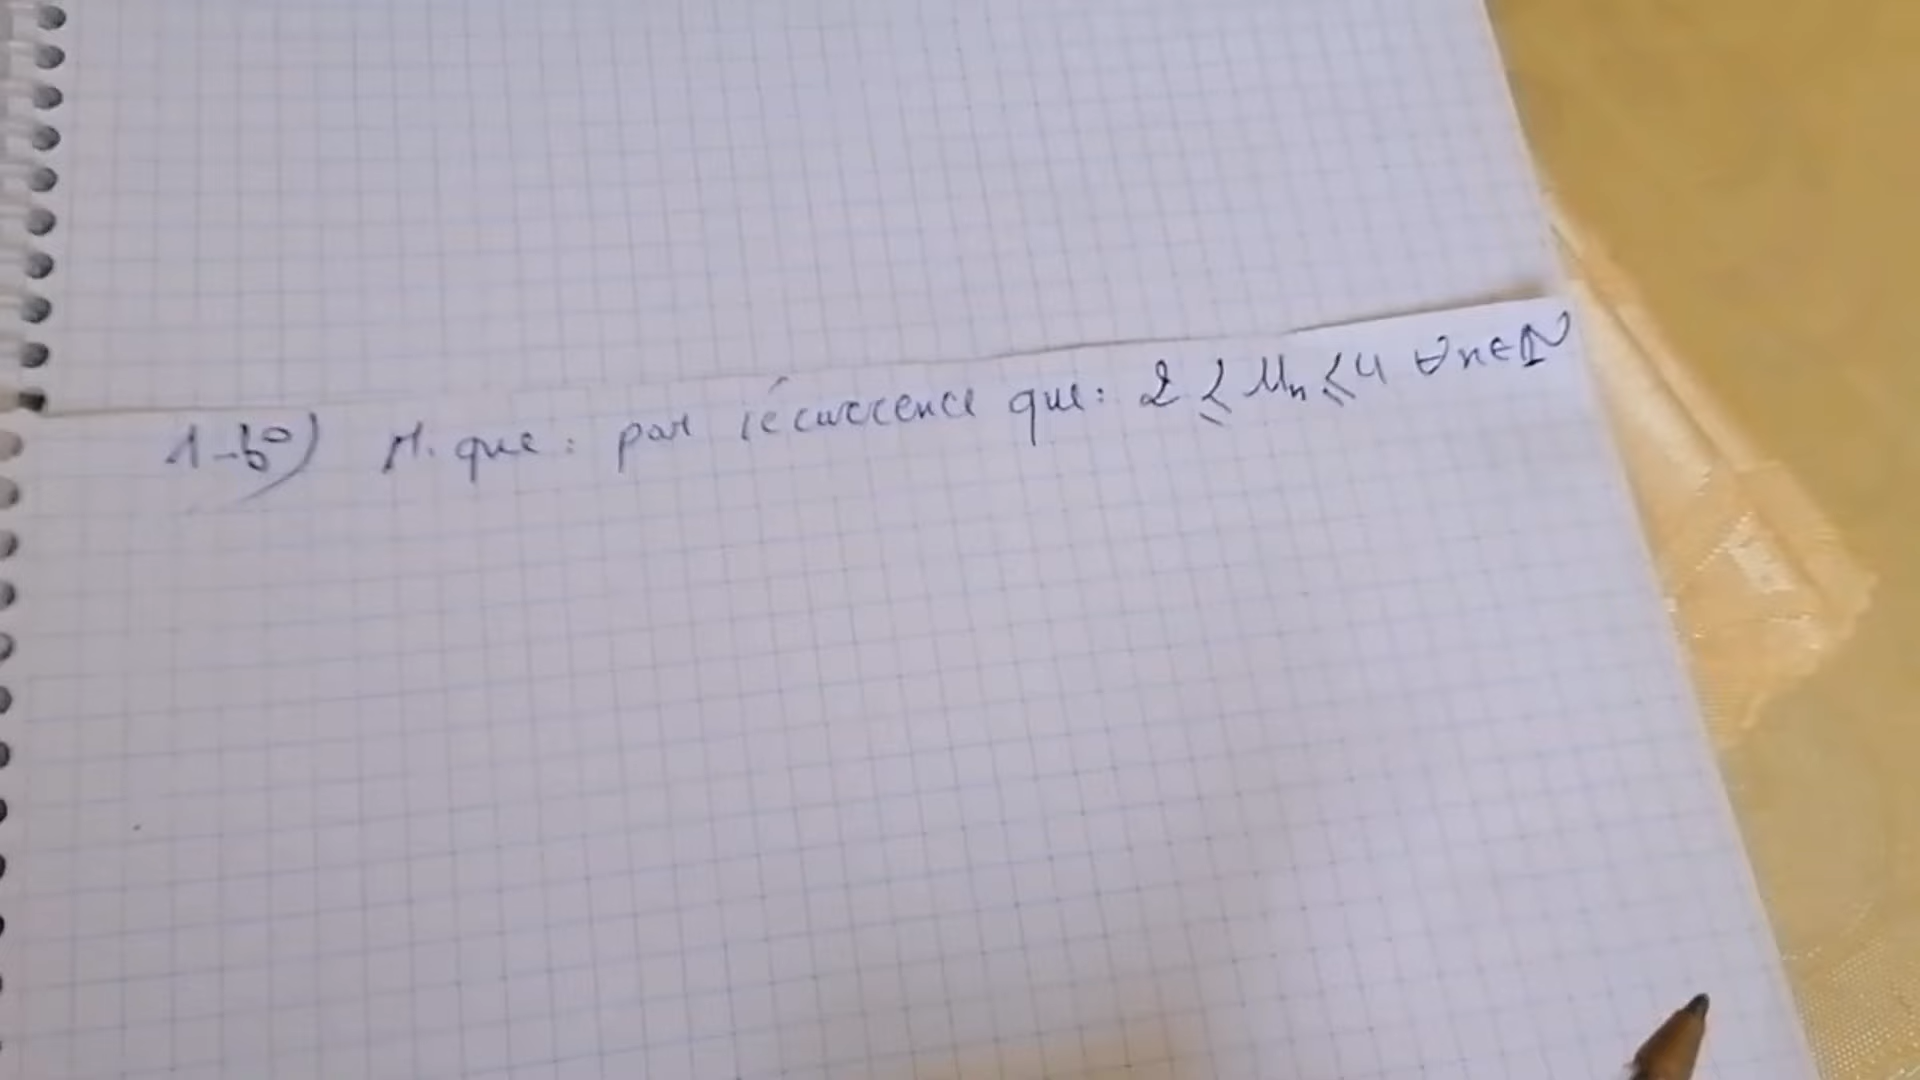 1-b°) M. que : par récurrence que : 2 ⩽ Un ⩽ 4 ∀n∈ℕ